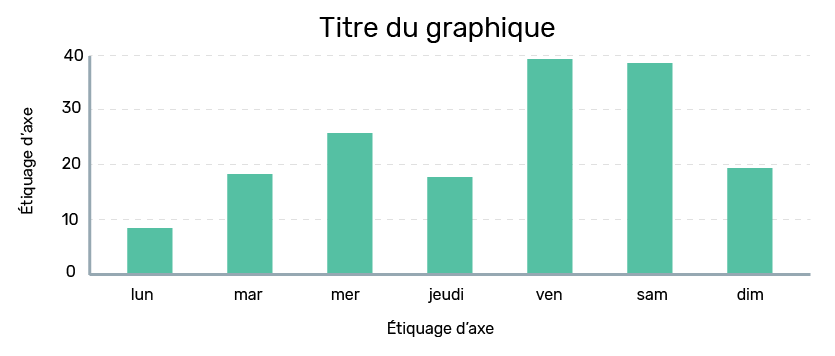 Titre du graphique
40
30
20
10
0
Étiquage d'axe
lun mar mer jeudi ven sam dim
Étiquage d'axe